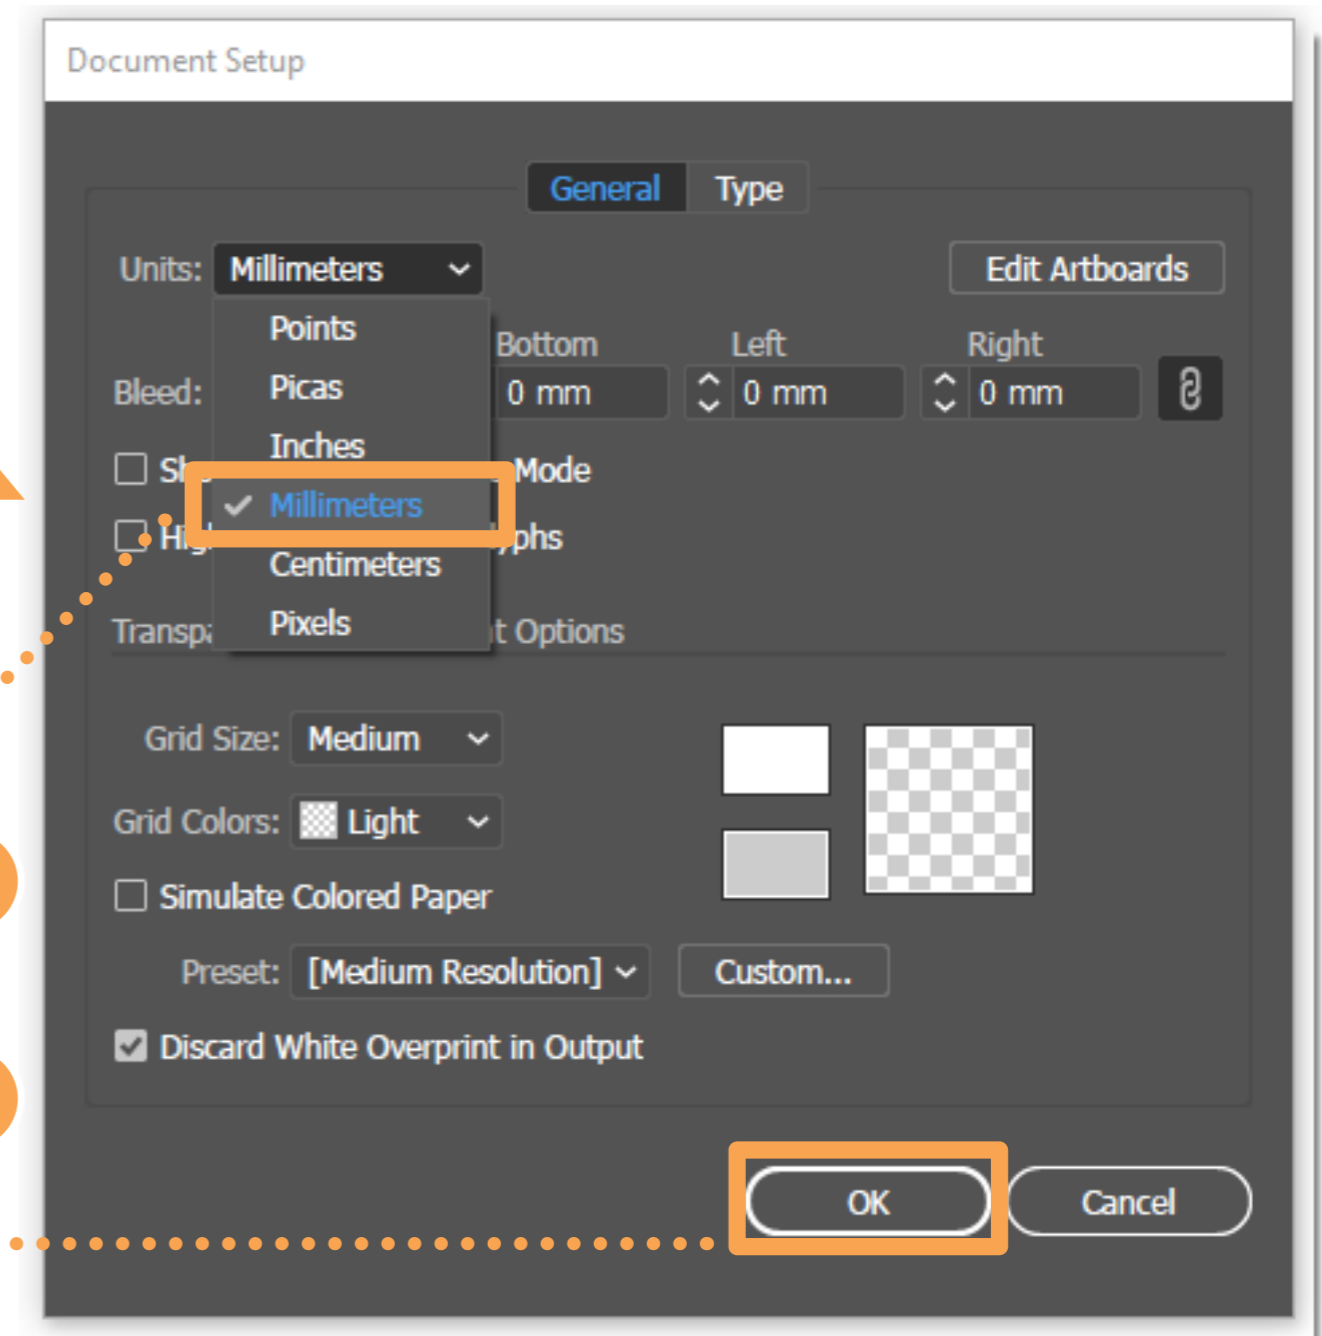 Document Setup
General Type
Units: Millimeters Edit Artboards
Points
Bottom Left Right
Bleed: Picas 0 mm 0 mm 0 mm
Inches
Mode
Millimeters
Centimeters
Pixels
Options
Grid Size: Medium
Grid Colors: Light
Simulate Colored Paper
Preset: [Medium Resolution] Custom...
Discard White Overprint in Output
OK Cancel